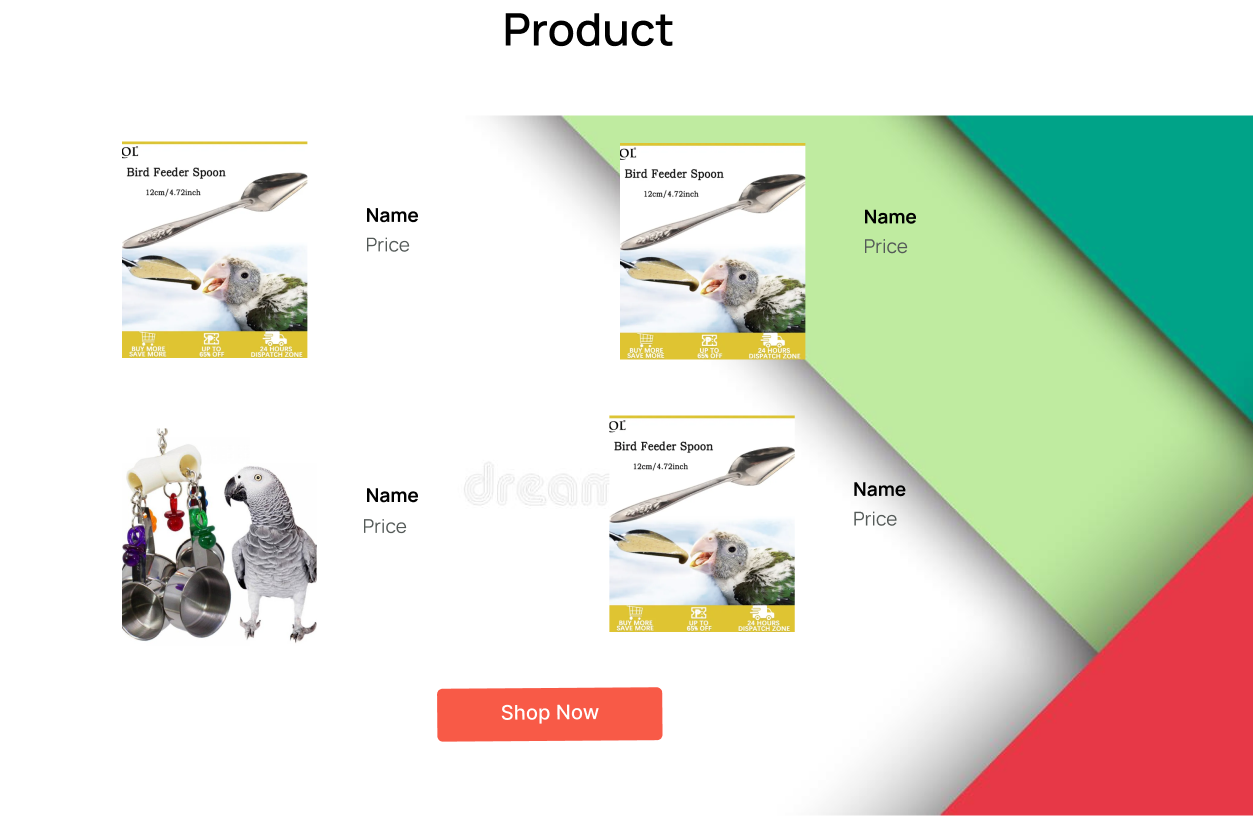 Product
OL
Bird Feeder Spoon
12cm/4.72inch
BUY MORE
SAVE MORE
UP TO
65% OFF
24 HOURS
DISPATCH ZONE
Name
Price
OL
Bird Feeder Spoon
12cm/4.72inch
BUY MORE
SAVE MORE
UP TO
65% OFF
24 HOURS
DISPATCH ZONE
Name
Price
Name
Price
dream
OL
Bird Feeder Spoon
12cm/4.72inch
BUY MORE
SAVE MORE
UP TO
65% OFF
24 HOURS
DISPATCH ZONE
Name
Price
Shop Now